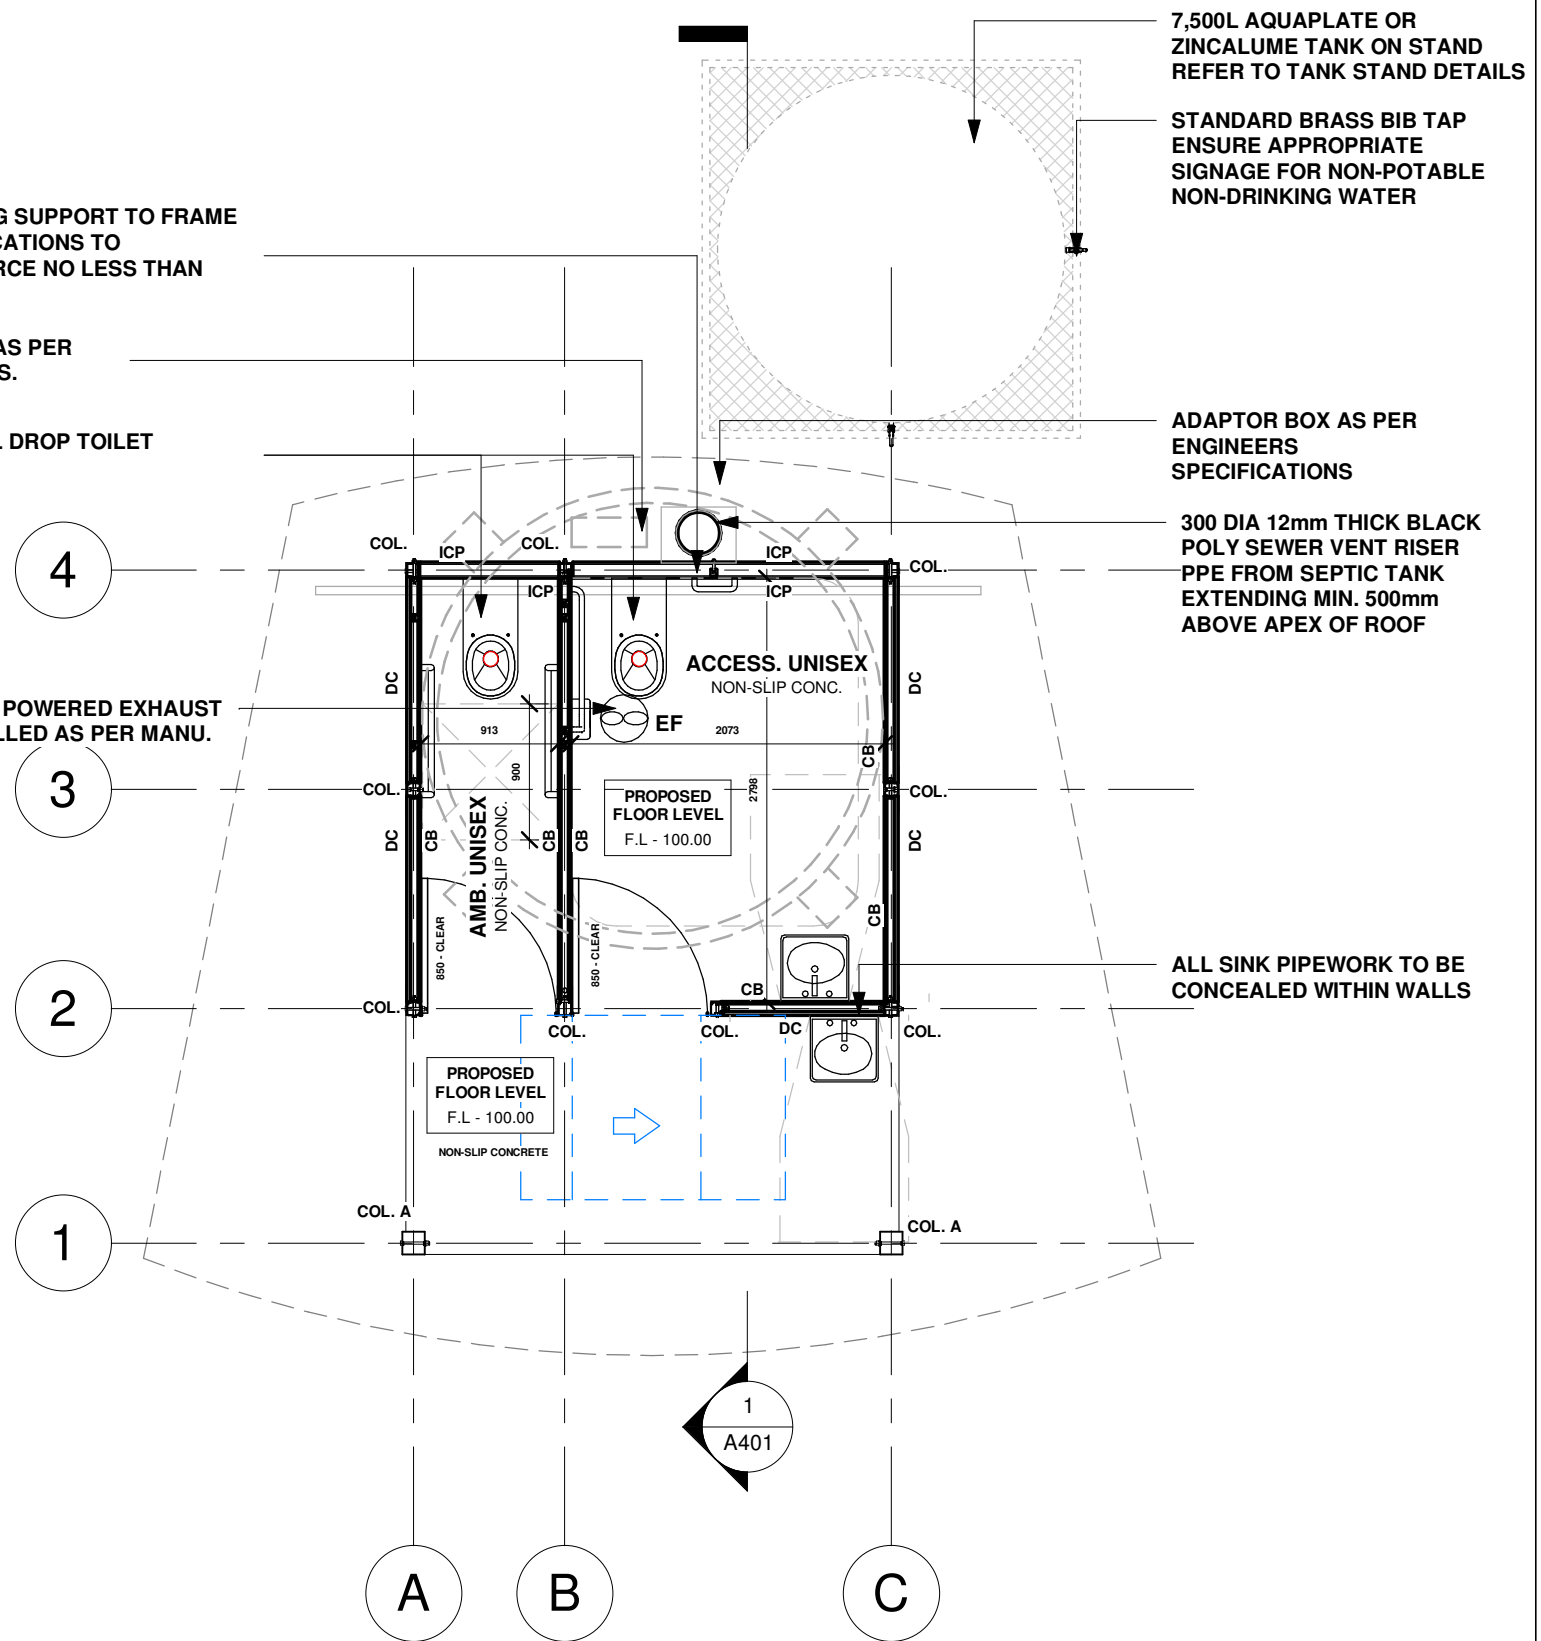 7,500L AQUAPLATE OR
ZINCALUME TANK ON STAND
REFER TO TANK STAND DETAILS
STANDARD BRASS BIB TAP
ENSURE APPROPRIATE
SIGNAGE FOR NON-POTABLE
NON-DRINKING WATER
G SUPPORT TO FRAME
CATIONS TO
RCE NO LESS THAN
AS PER
S.
DROP TOILET
ADAPTOR BOX AS PER
ENGINEERS
SPECIFICATIONS
300 DIA 12mm THICK BLACK
POLY SEWER VENT RISER
PPE FROM SEPTIC TANK
EXTENDING MIN. 500mm
ABOVE APEX OF ROOF
POWERED EXHAUST
LLED AS PER MANU.
ALL SINK PIPEWORK TO BE
CONCEALED WITHIN WALLS
4
COL.
ICP
COL.
ICP
COL.
ICP
ICP
ACCESS. UNISEX
NON-SLIP CONC.
DC
DC
EF
913
2073
900
2798
CB
3
COL.
COL.
PROPOSED
FLOOR LEVEL
F.L - 100.00
DC
CB
AMB. UNISEX
NON-SLIP CONC.
CB
CB
DC
CB
850 - CLEAR
850 - CLEAR
2
COL.
CB
COL.
COL.
DC
COL.
PROPOSED
FLOOR LEVEL
F.L - 100.00
NON-SLIP CONCRETE
1
COL. A
COL. A
1
A401
A
B
C